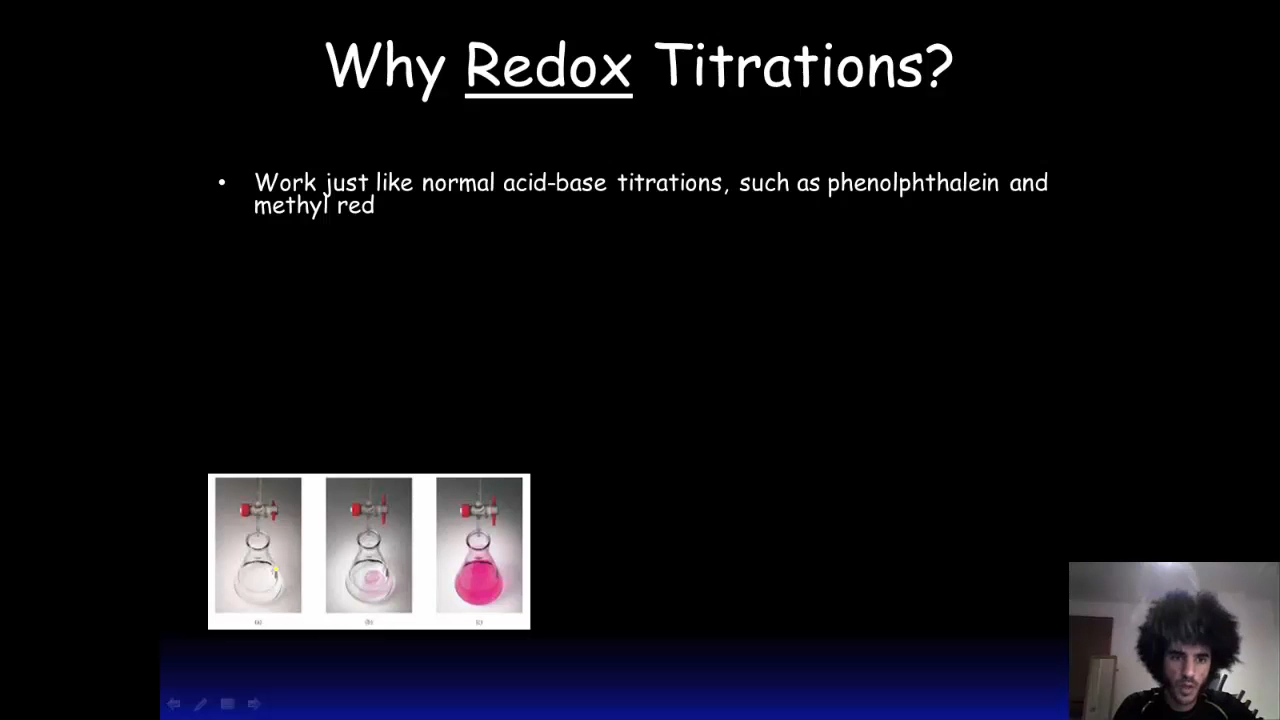 Why Redox Titrations?
• Work just like normal acid-base titrations, such as phenolphthalein and
methyl red
(a) (b) (c)